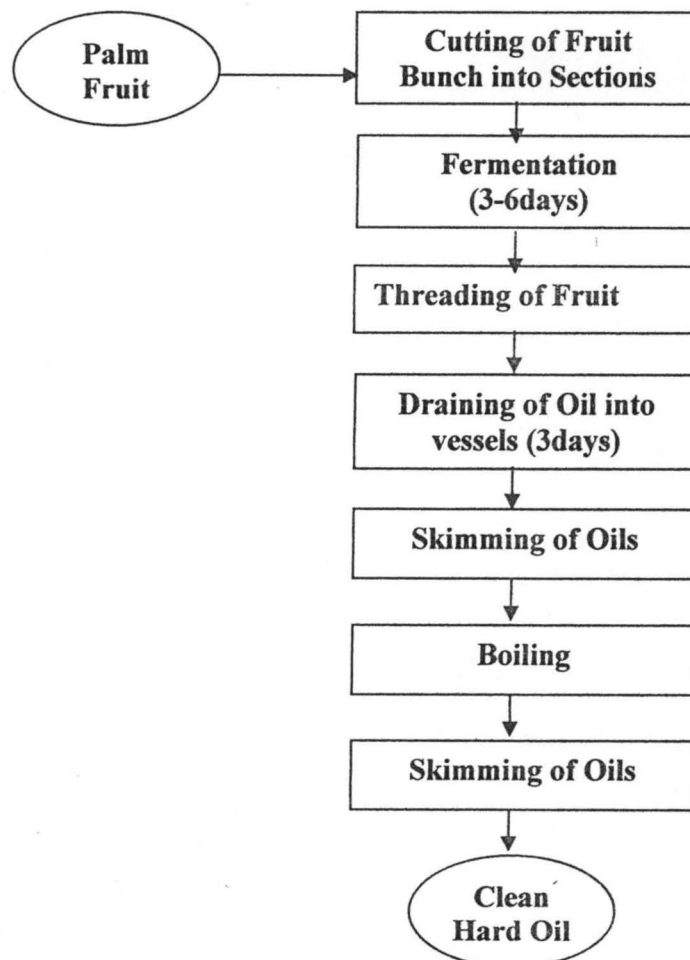 Palm
Fruit
Cutting of Fruit
Bunch into Sections
Fermentation
(3-6days)
Threading of Fruit
Draining of Oil into
vessels (3days)
Skimming of Oils
Boiling
Skimming of Oils
Clean
Hard Oil